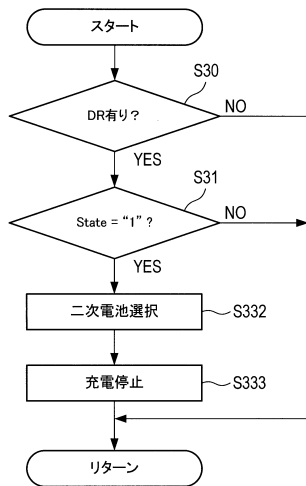 スタート
S30
DR有り?
NO
YES
S31
State = “1” ?
NO
YES
二次電池選択
S332
充電停止
S333
リターン